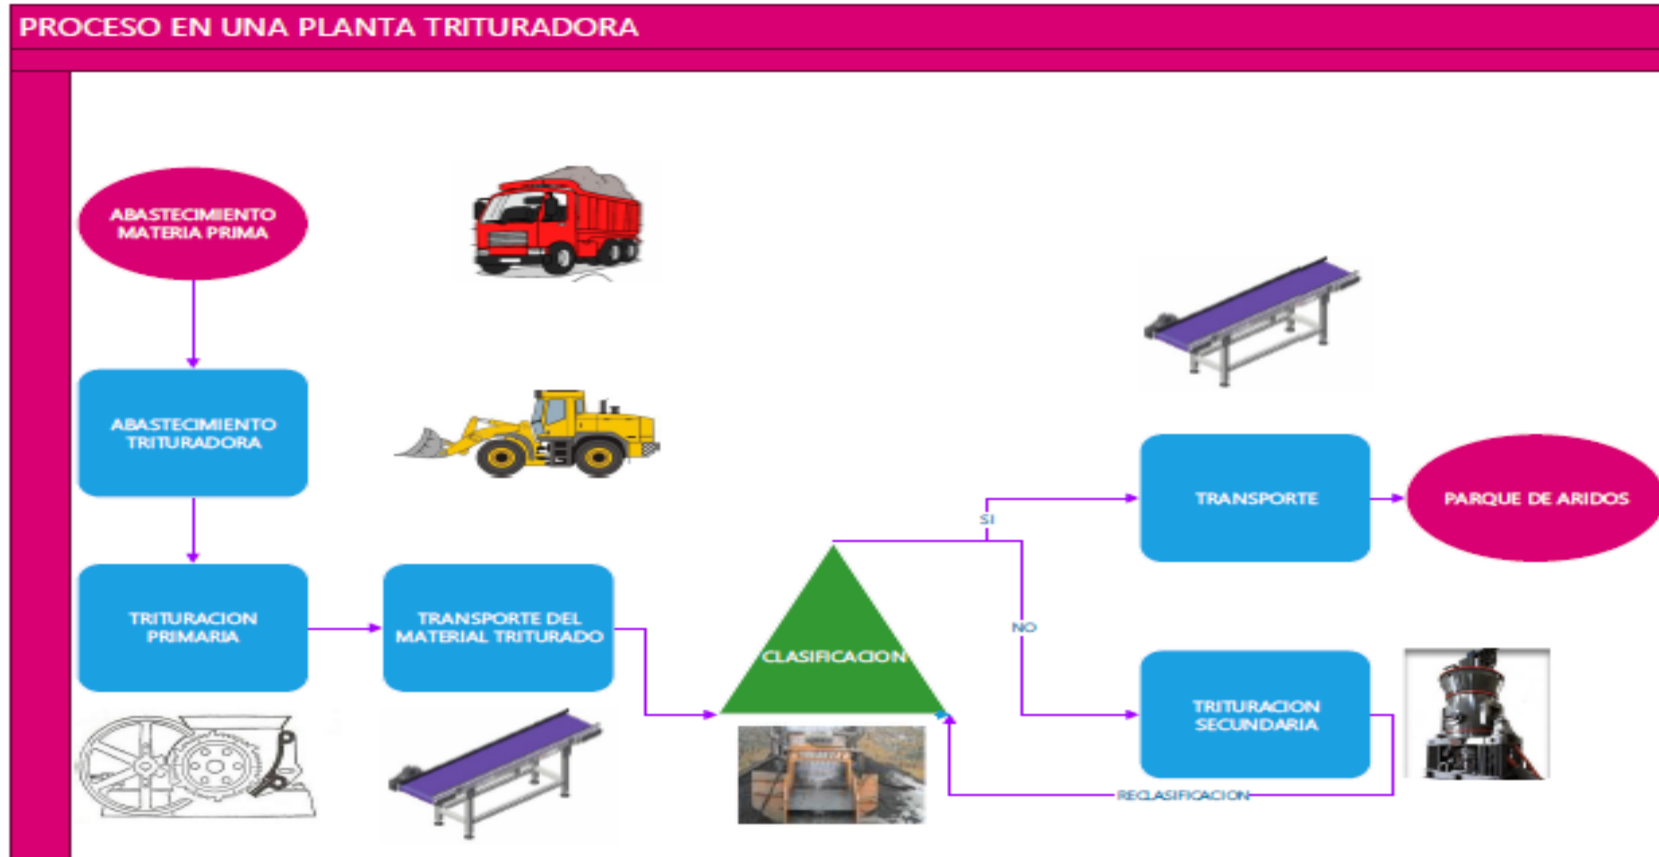 PROCESO EN UNA PLANTA TRITURADORA
ABASTECIMIENTO
MATERIA PRIMA
ABASTECIMIENTO
TRITURADORA
TRITURACION
PRIMARIA
TRANSPORTE DEL
MATERIAL TRITURADO
CLASIFICACION
SI
NO
TRANSPORTE
PARQUE DE ARIDOS
TRITURACION
SECUNDARIA
RECLASIFICACION